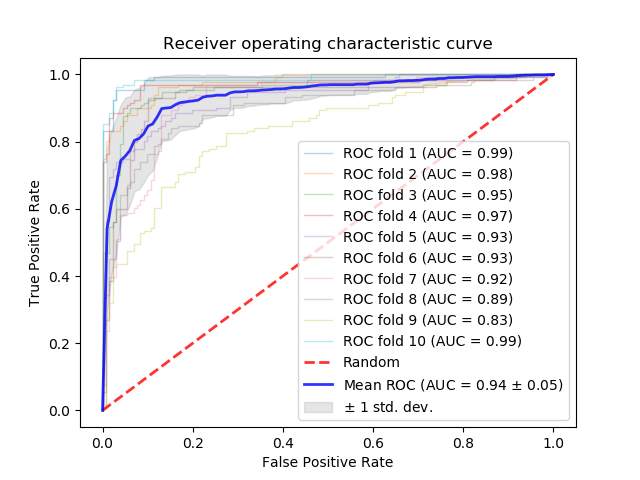 Receiver operating characteristic curve
True Positive Rate
1.0
0.8
0.6
0.4
0.2
0.0
ROC fold 1 (AUC = 0.99)
ROC fold 2 (AUC = 0.98)
ROC fold 3 (AUC = 0.95)
ROC fold 4 (AUC = 0.97)
ROC fold 5 (AUC = 0.93)
ROC fold 6 (AUC = 0.93)
ROC fold 7 (AUC = 0.92)
ROC fold 8 (AUC = 0.89)
ROC fold 9 (AUC = 0.83)
ROC fold 10 (AUC = 0.99)
Random
Mean ROC (AUC = 0.94 ± 0.05)
± 1 std. dev.
0.0 0.2 0.4 0.6 0.8 1.0
False Positive Rate